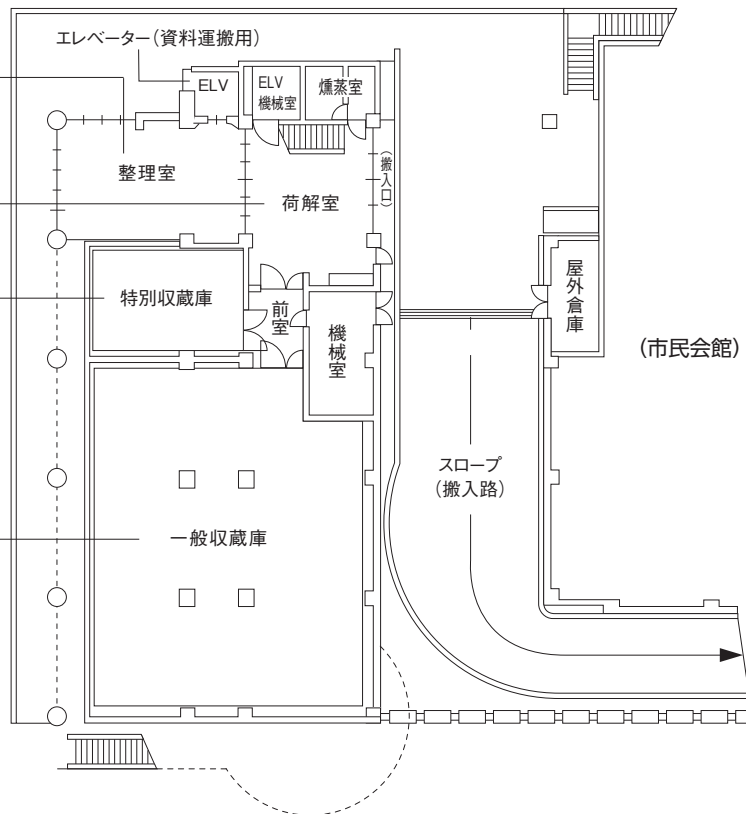 エレベーター(資料運搬用)
ELV
ELV
機械室
燻蒸室
整理室
荷解室
(搬入口)
特別収蔵庫
前室
機械室
屋外倉庫
(市民会館)
スロープ
(搬入路)
一般収蔵庫